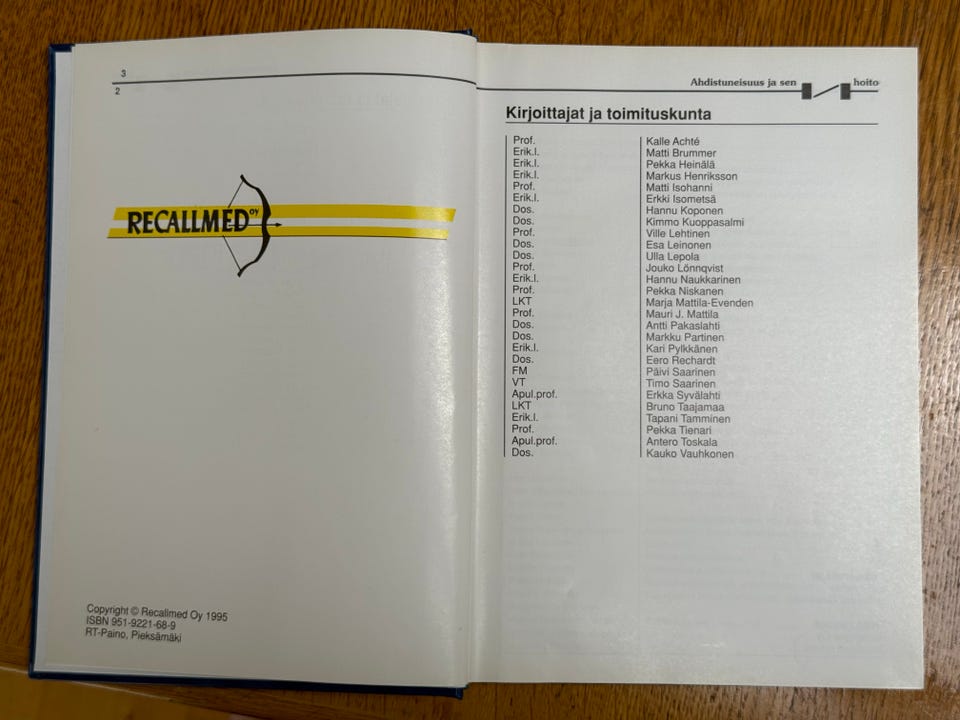 3
2
RECALLMED OY
Copyright © Recallmed Oy 1995
ISBN 951-9221-68-9
RT-Paino, Pieksämäki
Ahdistuneisuus ja sen hoito
Kirjoittajat ja toimituskunta
Prof. Kalle Achté
Erik.l. Matti Brummer
Erik.l. Pekka Heinälä
Erik.l. Markus Henriksson
Prof. Matti Isohanni
Erik.l. Erkki Isometsä
Dos. Hannu Koponen
Dos. Kimmo Kuoppasalmi
Prof. Ville Lehtinen
Dos. Esa Leinonen
Dos. Ulla Lepola
Prof. Jouko Lönnqvist
Erik.l. Hannu Naukkarinen
Prof. Pekka Niskanen
LKT Marja Mattila-Evenden
Prof. Mauri J. Mattila
Dos. Antti Pakaslahti
Dos. Markku Partinen
Erik.l. Kari Pylkkänen
Dos. Eero Rechardt
FM Päivi Saarinen
VT Timo Saarinen
Apul.prof. Erkka Syvälahti
LKT Bruno Taajamaa
Erik.l. Tapani Tamminen
Prof. Pekka Tienari
Apul.prof. Antero Toskala
Dos. Kauko Vauhkonen